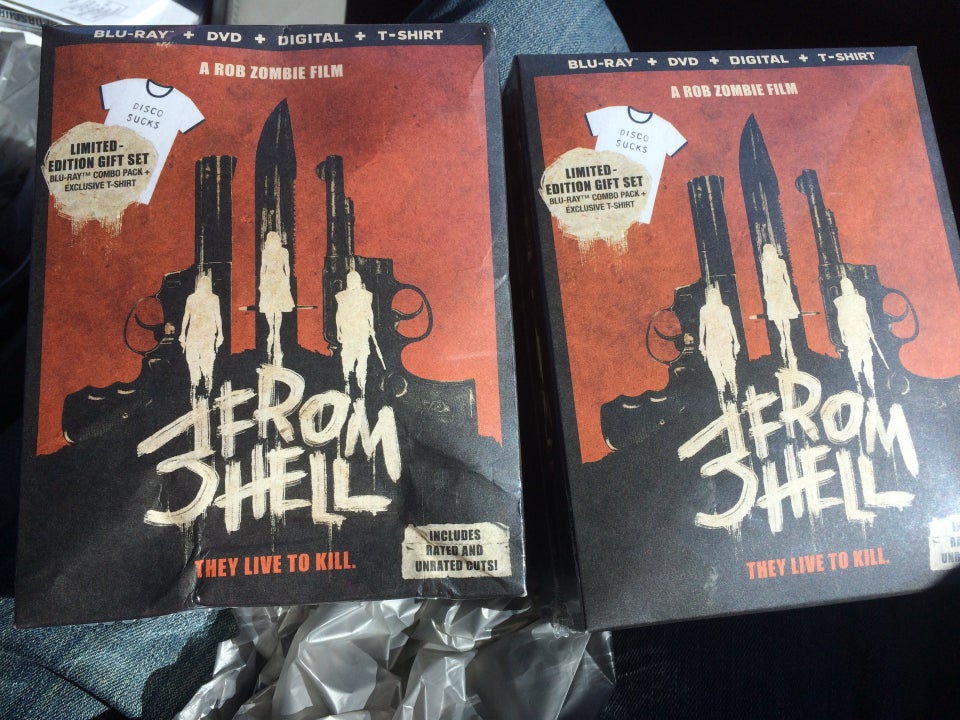 BLU-RAY™ + DVD + DIGITAL + T-SHIRT
A ROB ZOMBIE FILM
DISCO
SUCKS
LIMITED-
EDITION GIFT SET
BLU-RAY™ COMBO PACK +
EXCLUSIVE T-SHIRT
3 FROM
HELL
THEY LIVE TO KILL.
INCLUDES
RATED AND
UNRATED CUTS!
BLU-RAY™ + DVD + DIGITAL + T-SHIRT
A ROB ZOMBIE FILM
DISCO
SUCKS
LIMITED-
EDITION GIFT SET
BLU-RAY™ COMBO PACK +
EXCLUSIVE T-SHIRT
3 FROM
HELL
THEY LIVE TO KILL.